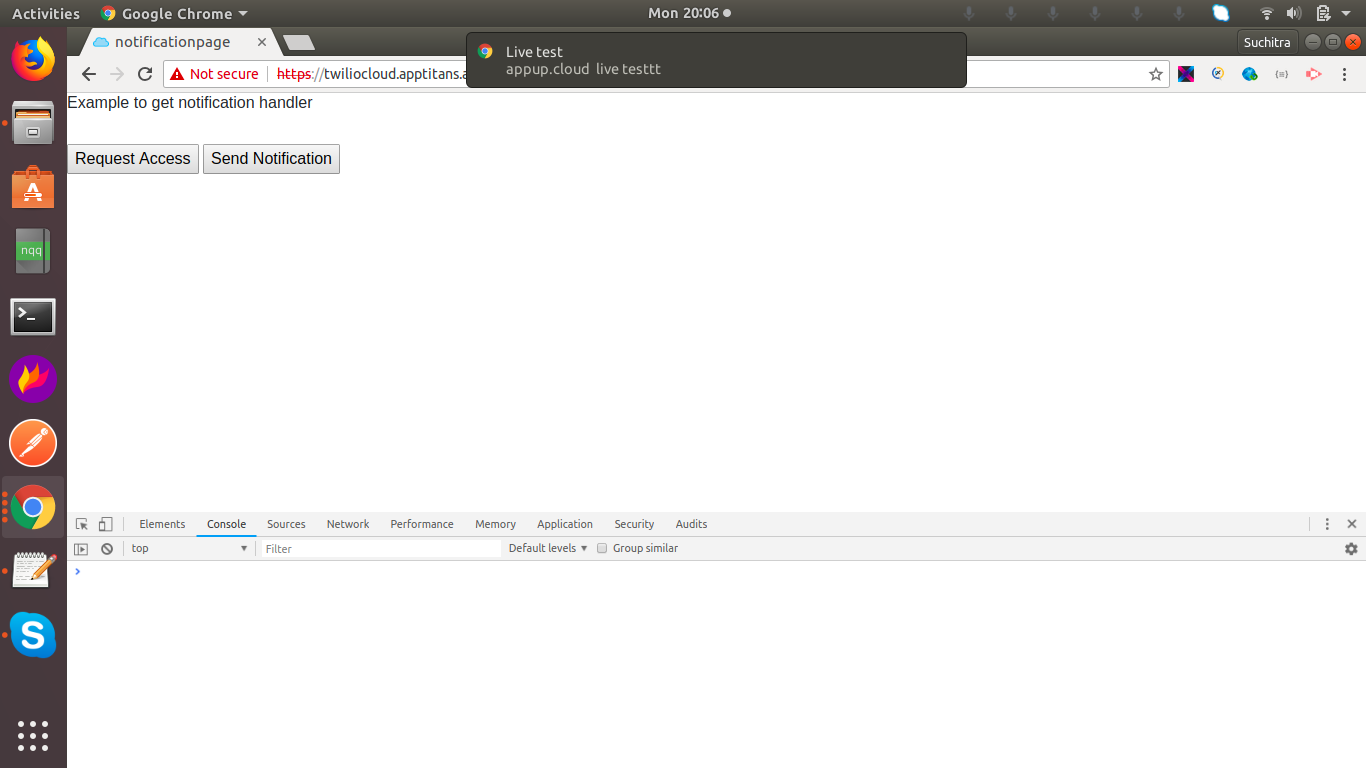 Activities
Google Chrome
Mon 20:06
notificationpage
Suchitra
Live test
appup.cloud live testtt
Not secure
https://twiliocloud.apptitans.a
Example to get notification handler
Request Access
Send Notification
nqq
Elements
Console
Sources
Network
Performance
Memory
Application
Security
Audits
top
Filter
Default levels
Group similar